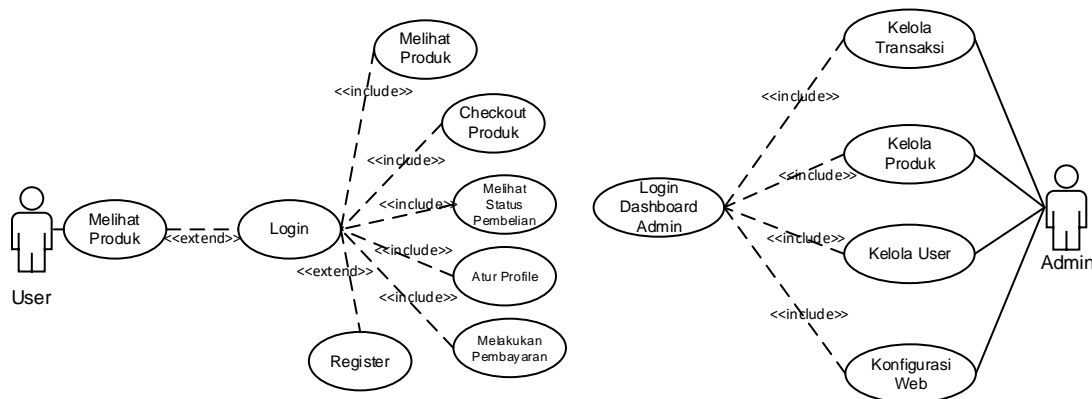 Melihat
Produk
<<include>>
Checkout
Produk
<<include>>
Melihat
Status
Pembelian
<<include>>
Melihat
Produk
<<extend>>
Login
<<include>>
Atur Profile
<<extend>>
<<include>>
User
Register
Melakukan
Pembayaran
Kelola
Transaksi
<<include>>
Kelola
Produk
<<include>>
Login
Dashboard
Admin
<<include>>
Kelola User
Admin
<<include>>
Konfigurasi
Web